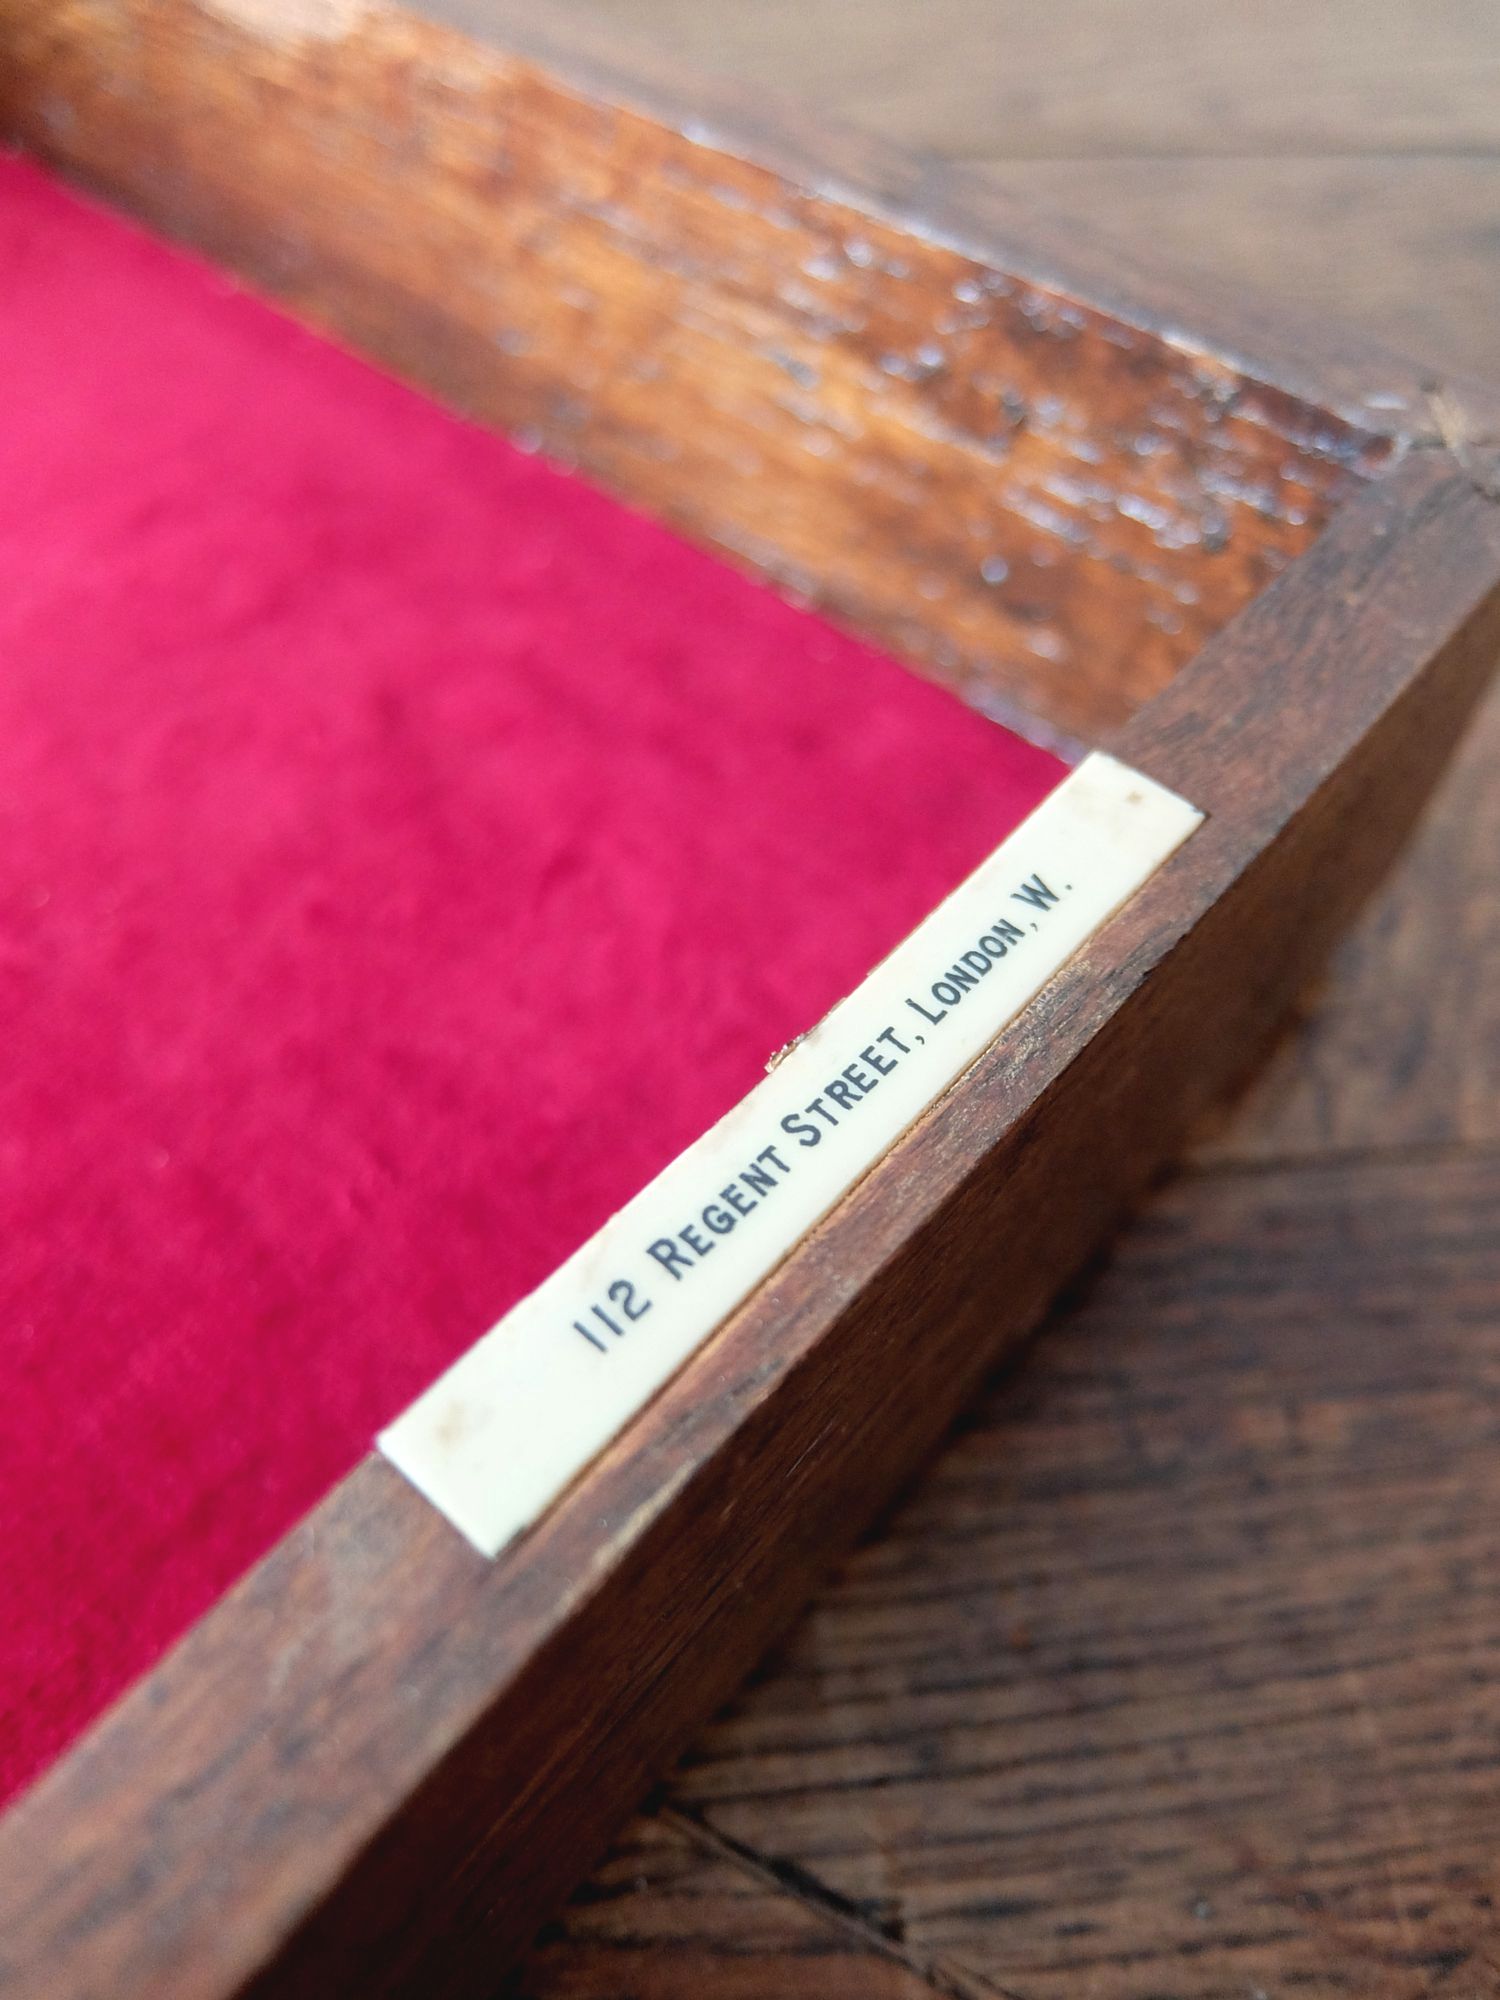 112 REGENT STREET, LONDON, W.